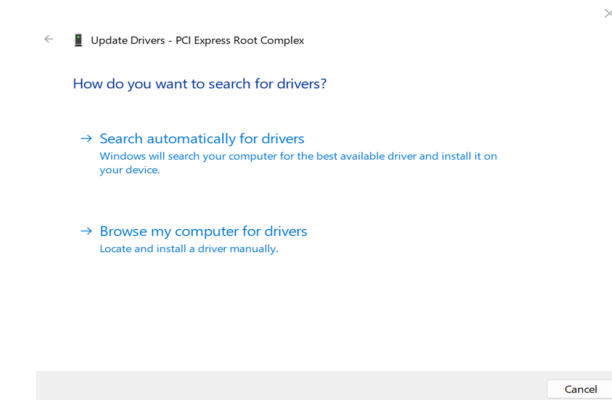 Update Drivers - PCI Express Root Complex
How do you want to search for drivers?
Search automatically for drivers
Windows will search your computer for the best available driver and install it on
your device.
Browse my computer for drivers
Locate and install a driver manually.
Cancel